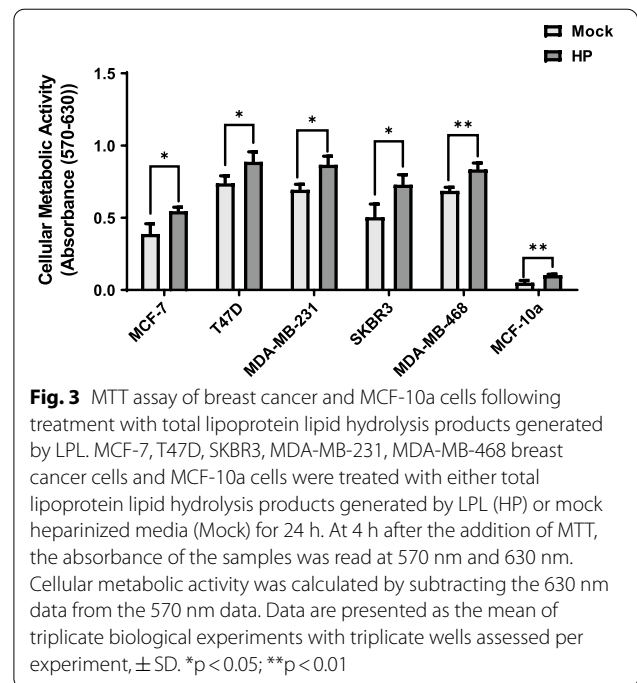 Mock
HP
Cellular Metabolic Activity
(Absorbance (570-630))
1.5
1.0
0.5
0.0
*
*
*
*
**
**
MCF-7
T47D
MDA-MB-231
SKBR3
MDA-MB-468
MCF-10a
Fig. 3 MTT assay of breast cancer and MCF-10a cells following
treatment with total lipoprotein lipid hydrolysis products generated
by LPL. MCF-7, T47D, SKBR3, MDA-MB-231, MDA-MB-468 breast
cancer cells and MCF-10a cells were treated with either total
lipoprotein lipid hydrolysis products generated by LPL (HP) or mock
heparinized media (Mock) for 24 h. At 4 h after the addition of MTT,
the absorbance of the samples was read at 570 nm and 630 nm.
Cellular metabolic activity was calculated by subtracting the 630 nm
data from the 570 nm data. Data are presented as the mean of
triplicate biological experiments with triplicate wells assessed per
experiment, ± SD. *p < 0.05; **p < 0.01